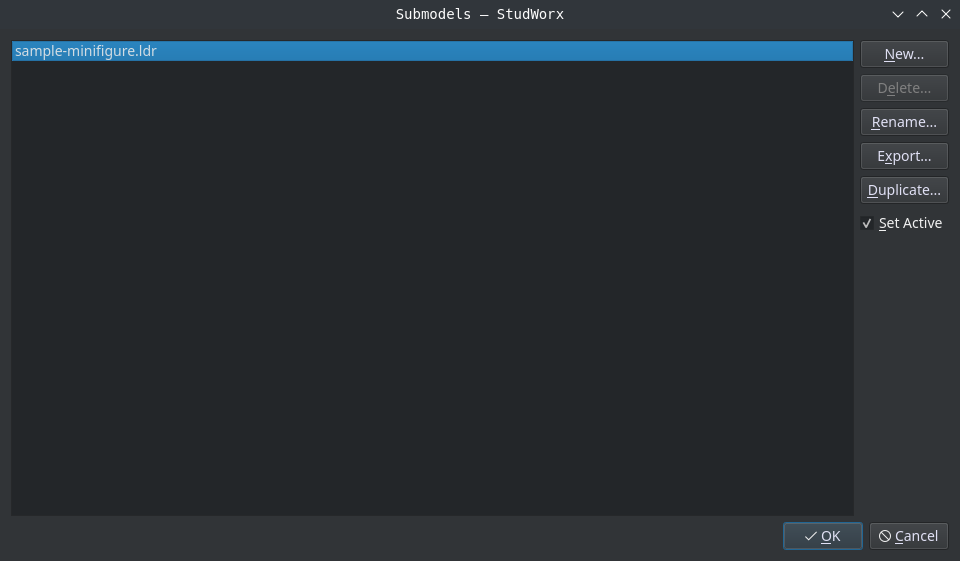 Submodels — StudWorx
sample-minifigure.ldr
New...
Delete...
Rename...
Export...
Duplicate...
Set Active
OK
Cancel